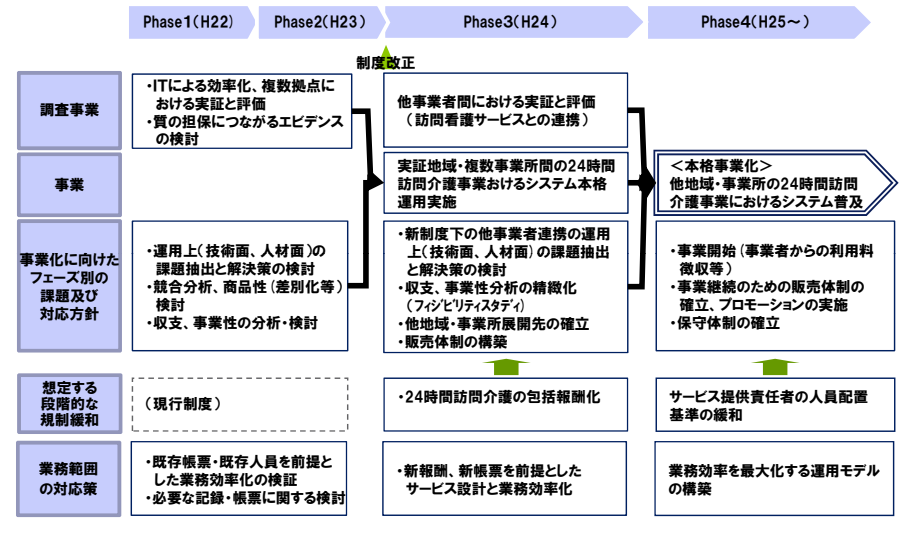 Phase1(H22)
Phase2(H23)
Phase3(H24)
Phase4(H25～)
制度改正
調査事業
・ITによる効率化、複数拠点に
おける実証と評価
・質の担保につながるエビデンス
の検討
他事業者間における実証と評価
（訪問看護サービスとの連携）
事業
実証地域・複数事業所間の24時間
訪問介護事業おけるシステム本格
運用実施
＜本格事業化＞
他地域・事業所の24時間訪問
介護事業におけるシステム普及
事業化に向けた
フェーズ別の
課題及び
対応方針
・運用上（技術面、人材面）の
課題抽出と解決策の検討
・競合分析、商品性（差別化等）
検討
・収支、事業性の分析・検討
・新制度下の他事業者連携の運用
上（技術面、人材面）の課題抽出
と解決策の検討
・収支、事業性分析の精緻化
（フィジビリティスタディ）
・他地域・事業所展開先の確立
・販売体制の構築
・事業開始（事業者からの利用料
徴収等）
・事業継続のための販売体制の
確立、プロモーションの実施
・保守体制の確立
想定する
段階的な
規制緩和
（現行制度）
・24時間訪問介護の包括報酬化
サービス提供責任者の人員配置
基準の緩和
業務範囲
の対応策
・既存帳票・既存人員を前提と
した業務効率化の検証
・必要な記録・帳票に関する検討
・新報酬、新帳票を前提とした
サービス設計と業務効率化
業務効率を最大化する運用モデル
の構築